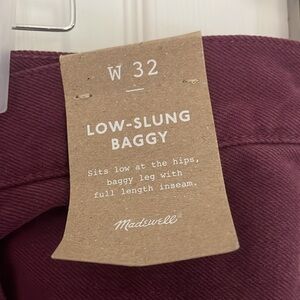 W 32
LOW-SLUNG
BAGGY
Sits low at the hips,
baggy leg with
full length inseam.
Madewell